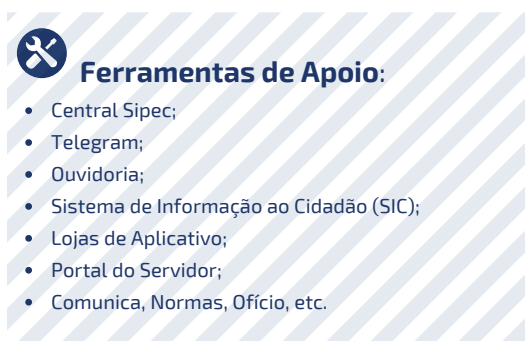 Ferramentas de Apoio:
• Central Sipec;
• Telegram;
• Ouvidoria;
• Sistema de Informação ao Cidadão (SIC);
• Lojas de Aplicativo;
• Portal do Servidor;
• Comunica, Normas, Ofício, etc.